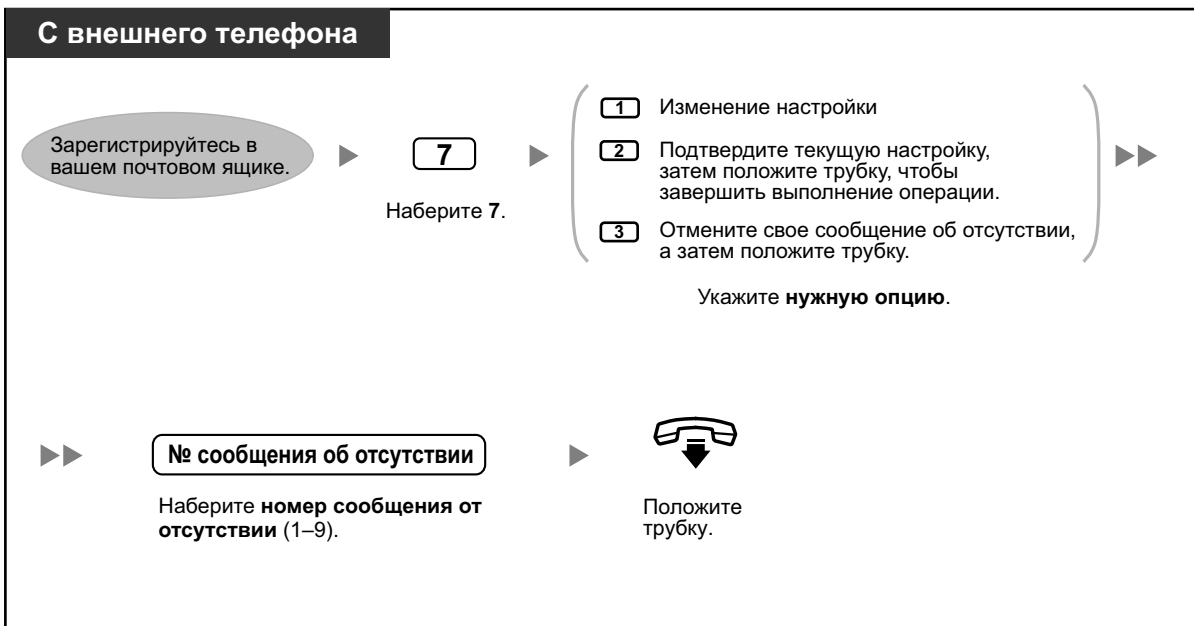 С внешнего телефона
Зарегистрируйтесь в
вашем почтовом ящике.
7
Наберите 7.
1 Изменение настройки
2 Подтвердите текущую настройку,
затем положите трубку, чтобы
завершить выполнение операции.
3 Отмените свое сообщение об отсутствии,
а затем положите трубку.
Укажите нужную опцию.
№ сообщения об отсутствии
Наберите номер сообщения от
отсутствии (1–9).
Положите
трубку.